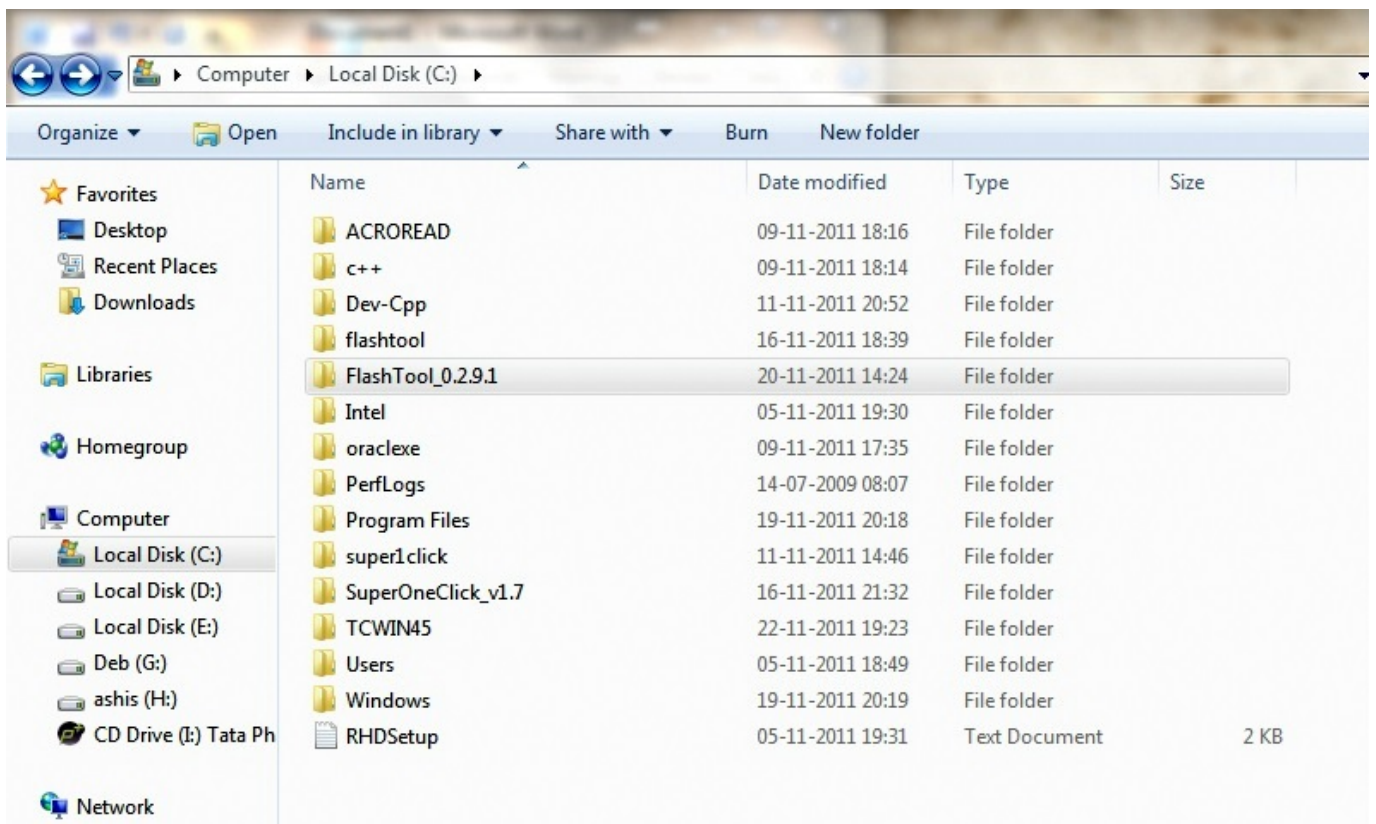 Computer Local Disk (C:)
Organize Open Include in library Share with Burn New folder
Favorites
Desktop
Recent Places
Downloads
Libraries
Homegroup
Computer
Local Disk (C:)
Local Disk (D:)
Local Disk (E:)
Deb (G:)
ashis (H:)
CD Drive (I:) Tata Ph
Network
Name Date modified Type Size
ACROREAD 09-11-2011 18:16 File folder
c++ 09-11-2011 18:14 File folder
Dev-Cpp 11-11-2011 20:52 File folder
flashtool 16-11-2011 18:39 File folder
FlashTool_0.2.9.1 20-11-2011 14:24 File folder
Intel 05-11-2011 19:30 File folder
oraclexe 09-11-2011 17:35 File folder
PerfLogs 14-07-2009 08:07 File folder
Program Files 19-11-2011 20:18 File folder
super1click 11-11-2011 14:46 File folder
SuperOneClick_v1.7 16-11-2011 21:32 File folder
TCWIN45 22-11-2011 19:23 File folder
Users 05-11-2011 18:49 File folder
Windows 19-11-2011 20:19 File folder
RHDSetup 05-11-2011 19:31 Text Document 2 KB